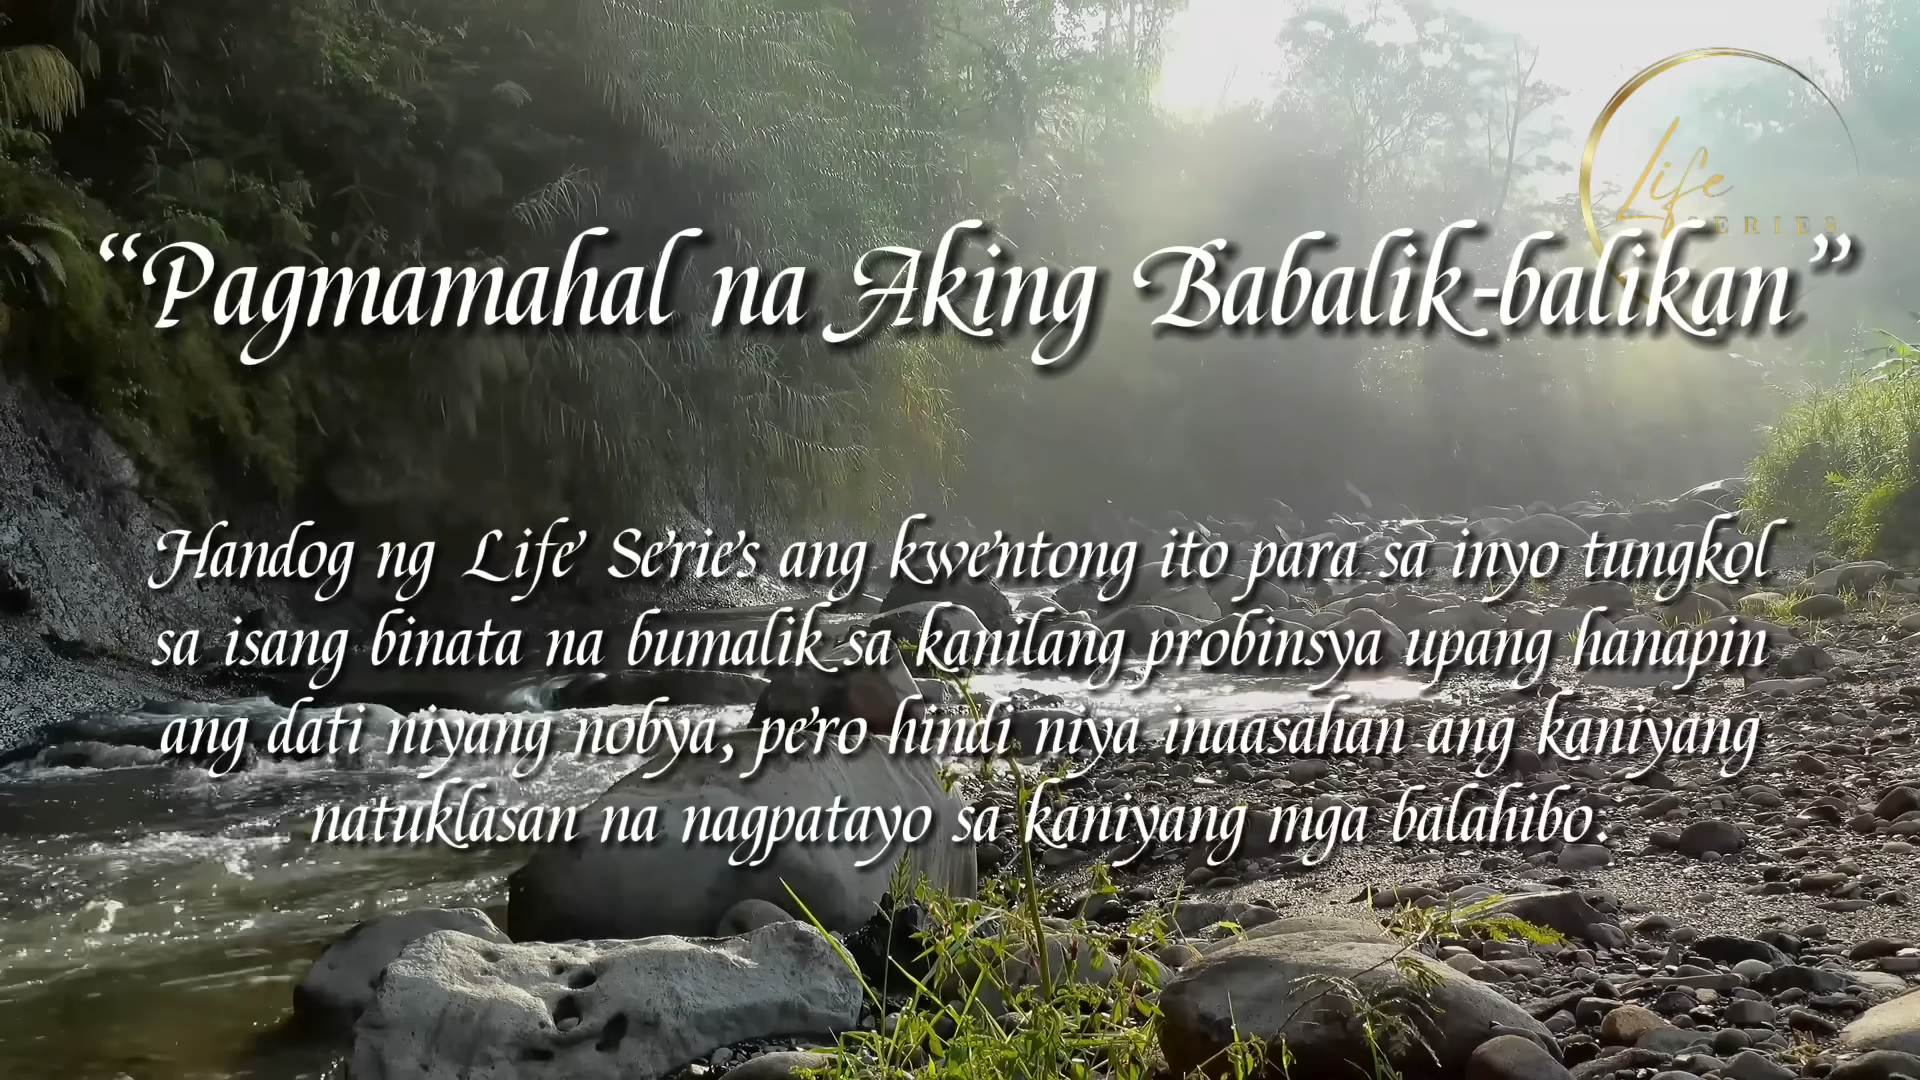 Life
SERIES
“Pagmamahal na Aking Babalik-balikan”
Handog ng Life Series ang kwentong ito para sa inyo tungkol
sa isang binata na bumalik sa kanilang probinsya upang hanapin
ang dati niyang nobya, pero hindi niya inaasahan ang kaniyang
natuklasan na nagpatayo sa kaniyang mga balahibo.